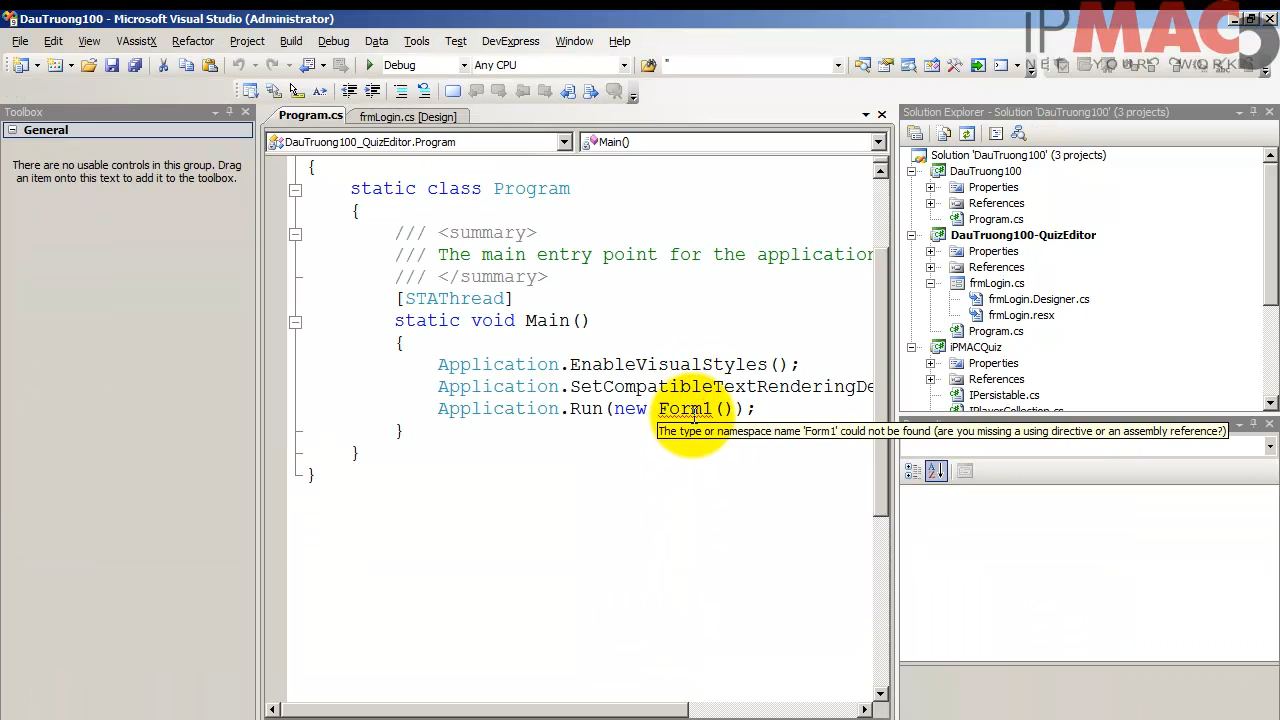 DauTruong100 - Microsoft Visual Studio (Administrator)
File Edit View VAssistX Refactor Project Build Debug Data Tools Test DevExpress Window Help
iPMAC
NETWORKS
Debug Any CPU "
Toolbox
General
There are no usable controls in this group. Drag
an item onto this text to add it to the toolbox.
Program.cs frmLogin.cs [Design]
DauTruong100_QuizEditor.Program Main()
{
static class Program
{
/// <summary>
/// The main entry point for the application
/// </summary>
[STAThread]
static void Main()
{
Application.EnableVisualStyles();
Application.SetCompatibleTextRenderingDe
Application.Run(new Form1());
The type or namespace name 'Form1' could not be found (are you missing a using directive or an assembly reference?)
}
}
}
Solution Explorer - Solution 'DauTruong100' (3 projects)
Solution 'DauTruong100' (3 projects)
DauTruong100
Properties
References
Program.cs
DauTruong100-QuizEditor
Properties
References
frmLogin.cs
frmLogin.Designer.cs
frmLogin.resx
Program.cs
iPMACQuiz
Properties
References
IPersistable.cs
IPlayerCollection.cs